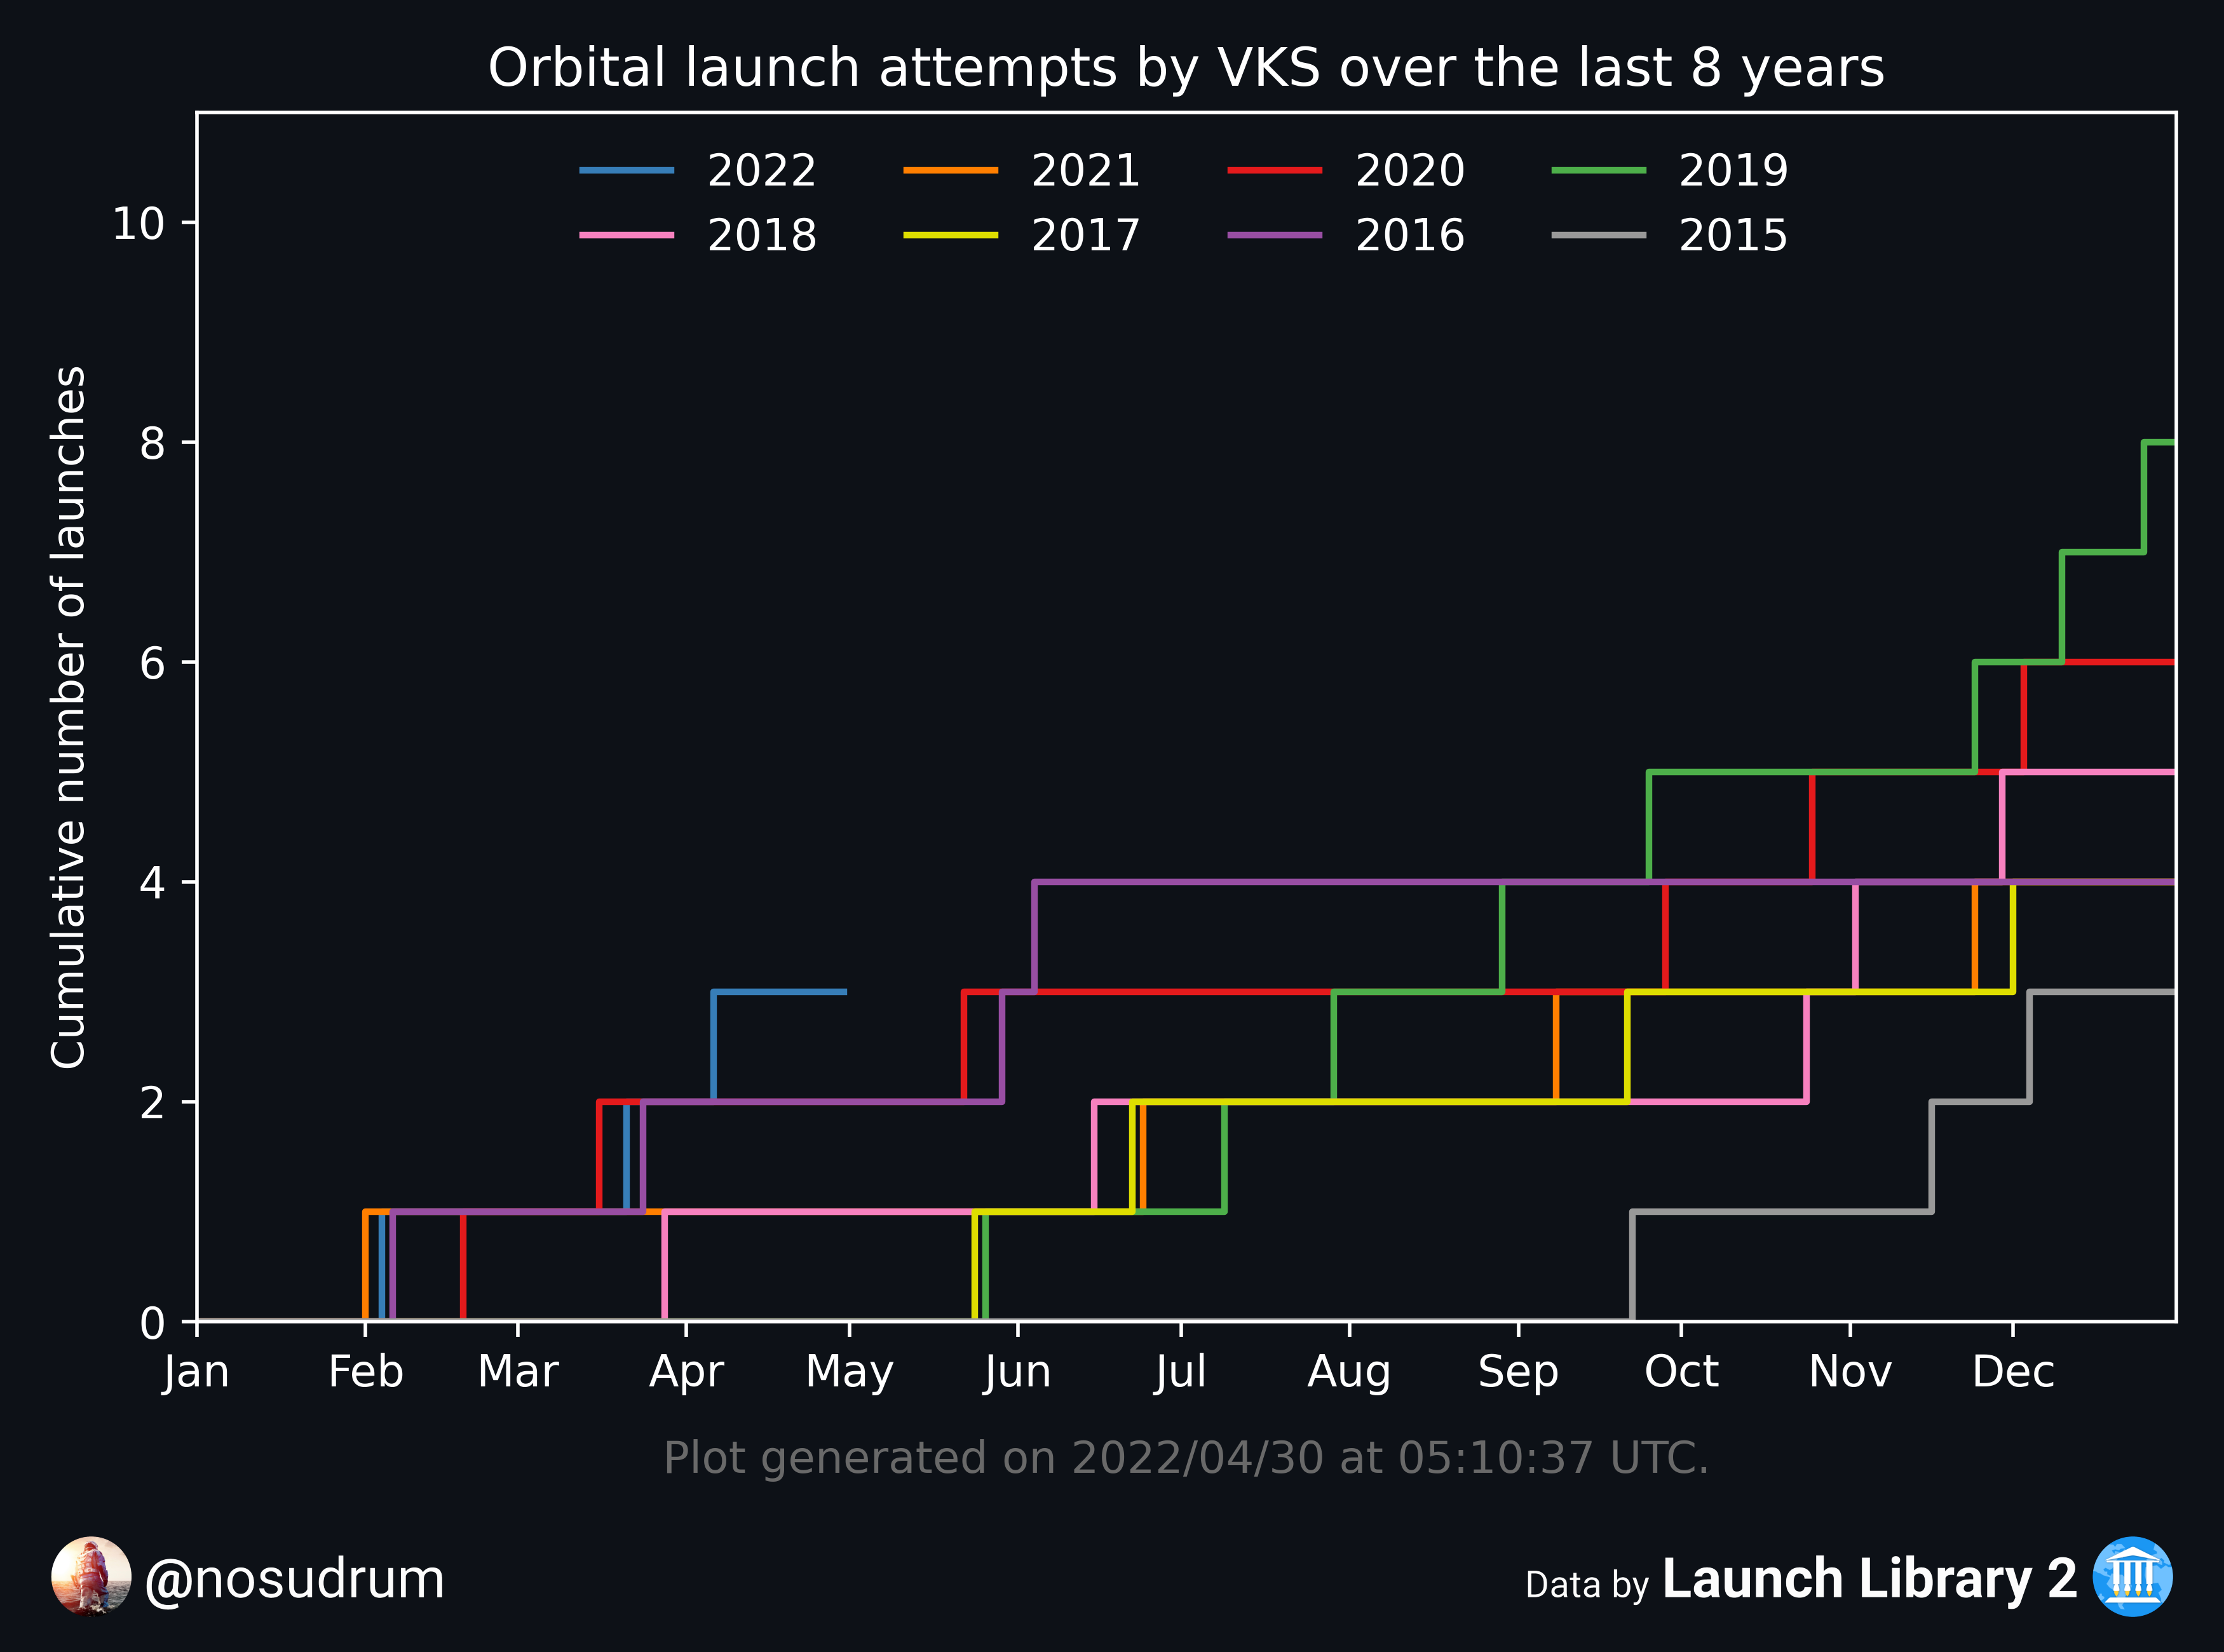 Orbital launch attempts by VKS over the last 8 years
2022 2021 2020 2019
2018 2017 2016 2015
Cumulative number of launches
10
8
6
4
2
0
Jan Feb Mar Apr May Jun Jul Aug Sep Oct Nov Dec
Plot generated on 2022/04/30 at 05:10:37 UTC.
@nosudrum
Data by Launch Library 2